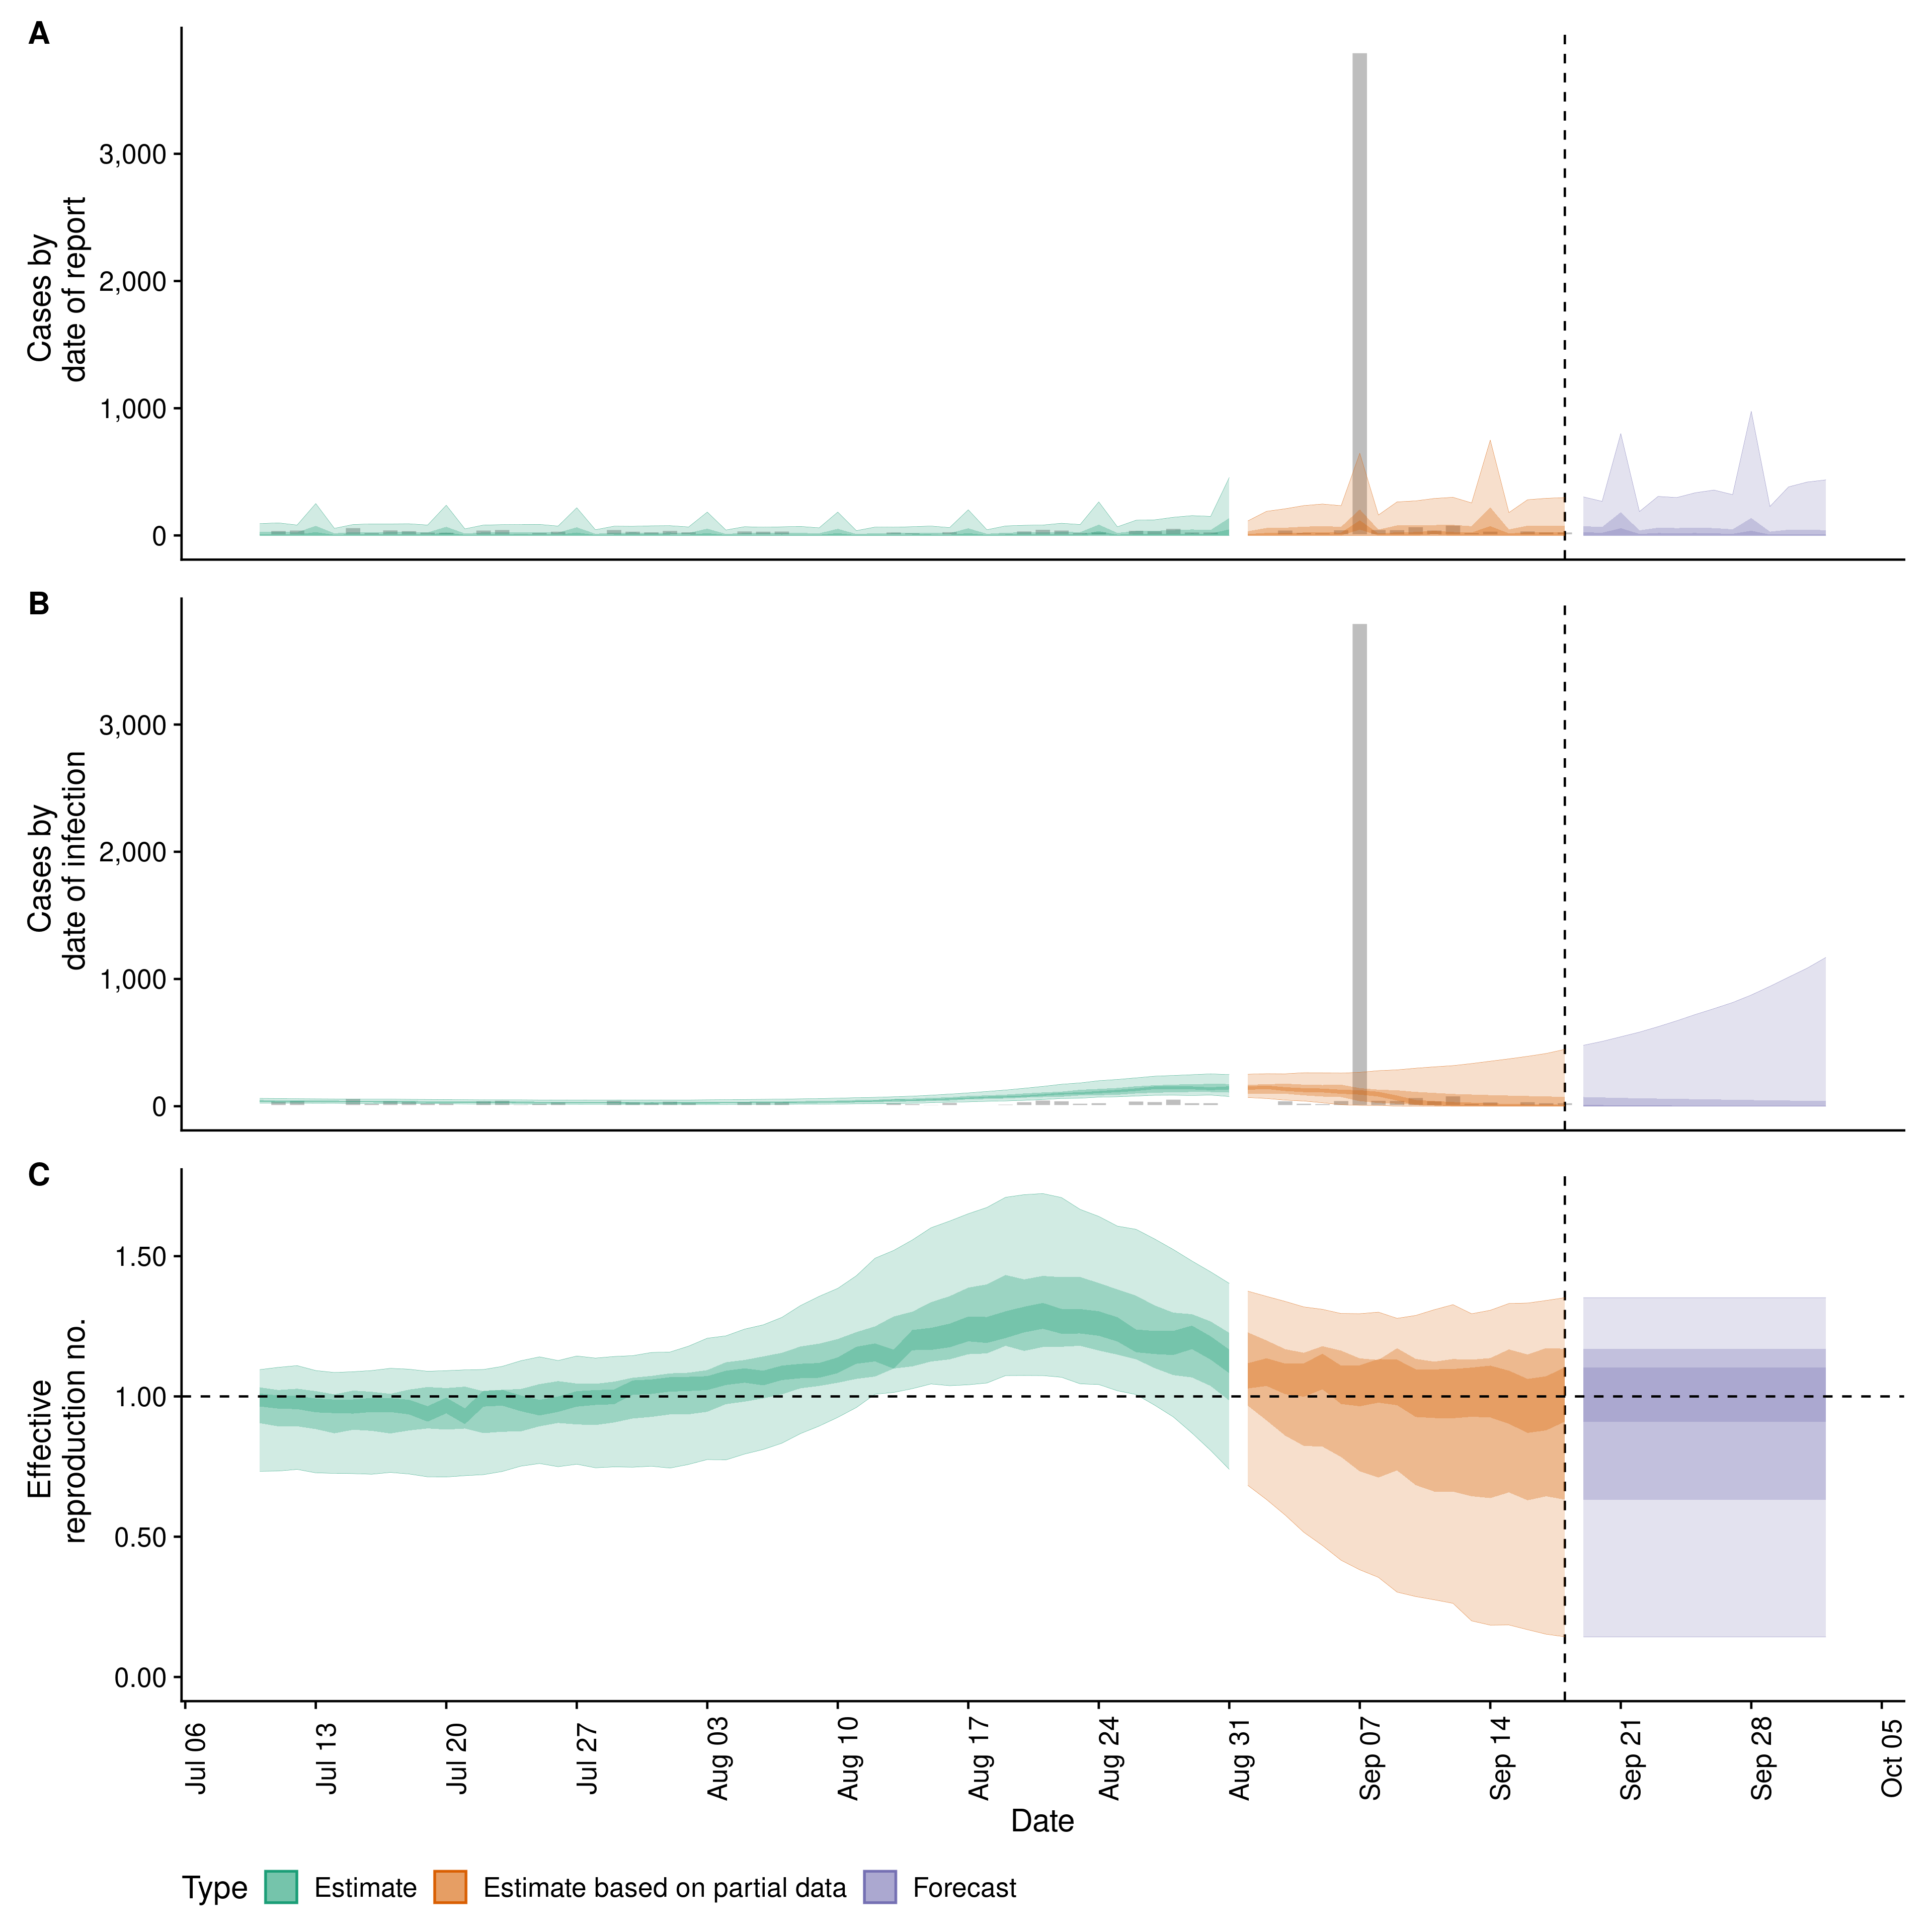 A
Cases by
date of report
3,000
2,000
1,000
0
B
Cases by
date of infection
3,000
2,000
1,000
0
C
Effective
reproduction no.
1.50
1.00
0.50
0.00
Jul 06
Jul 13
Jul 20
Jul 27
Aug 03
Aug 10
Aug 17
Aug 24
Aug 31
Sep 07
Sep 14
Sep 21
Sep 28
Oct 05
Date
Type Estimate Estimate based on partial data Forecast